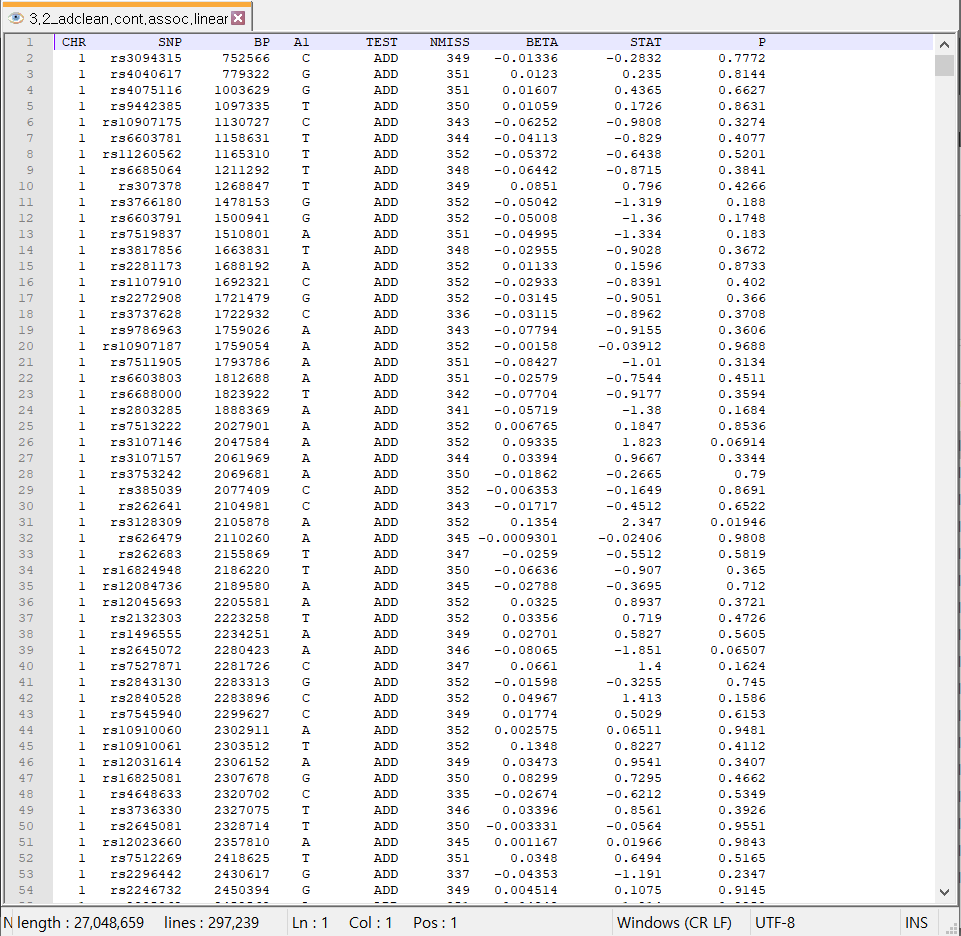 3,2_adclean,cont,assoc,linear
1 CHR SNP BP A1 TEST NMISS BETA STAT P
2 1 rs3094315 752566 C ADD 349 -0.01336 -0.2832 0.7772
3 1 rs4040617 779322 G ADD 351 0.0123 0.235 0.8144
4 1 rs4075116 1003629 G ADD 351 0.01607 0.4365 0.6627
5 1 rs9442385 1097335 T ADD 350 0.01059 0.1726 0.8631
6 1 rs10907175 1130727 C ADD 343 -0.06252 -0.9808 0.3274
7 1 rs6603781 1158631 T ADD 344 -0.04113 -0.829 0.4077
8 1 rs11260562 1165310 T ADD 352 -0.05372 -0.6438 0.5201
9 1 rs6685064 1211292 T ADD 348 -0.06442 -0.8715 0.3841
10 1 rs307378 1268847 T ADD 349 0.0851 0.796 0.4266
11 1 rs3766180 1478153 G ADD 352 -0.05042 -1.319 0.188
12 1 rs6603791 1500941 G ADD 352 -0.05008 -1.36 0.1748
13 1 rs7519837 1510801 A ADD 351 -0.04995 -1.334 0.183
14 1 rs3817856 1663831 T ADD 348 -0.02955 -0.9028 0.3672
15 1 rs2281173 1688192 A ADD 352 0.01133 0.1596 0.8733
16 1 rs1107910 1692321 C ADD 352 -0.02933 -0.8391 0.402
17 1 rs2272908 1721479 G ADD 352 -0.03145 -0.9051 0.366
18 1 rs3737628 1722932 C ADD 336 -0.03115 -0.8962 0.3708
19 1 rs9786963 1759026 A ADD 343 -0.07794 -0.9155 0.3606
20 1 rs10907187 1759054 A ADD 352 -0.00158 -0.03912 0.9688
21 1 rs7511905 1793786 A ADD 351 -0.08427 -1.01 0.3134
22 1 rs6603803 1812688 A ADD 351 -0.02579 -0.7544 0.4511
23 1 rs6688000 1823922 T ADD 342 -0.07704 -0.9177 0.3594
24 1 rs2803285 1888369 A ADD 341 -0.05719 -1.38 0.1684
25 1 rs7513222 2027901 A ADD 352 0.006765 0.1847 0.8536
26 1 rs3107146 2047584 A ADD 352 0.09335 1.823 0.06914
27 1 rs3107157 2061969 A ADD 344 0.03394 0.9667 0.3344
28 1 rs3753242 2069681 A ADD 350 -0.01862 -0.2665 0.79
29 1 rs385039 2077409 C ADD 352 -0.006353 -0.1649 0.8691
30 1 rs262641 2104981 C ADD 343 -0.01717 -0.4512 0.6522
31 1 rs3128309 2105878 A ADD 352 0.1354 2.347 0.01946
32 1 rs626479 2110260 A ADD 345 -0.0009301 -0.02406 0.9808
33 1 rs262683 2155869 T ADD 347 -0.0259 -0.5512 0.5819
34 1 rs16824948 2186220 T ADD 350 -0.06636 -0.907 0.365
35 1 rs12084736 2189580 A ADD 345 -0.02788 -0.3695 0.712
36 1 rs12045693 2205581 A ADD 352 0.0325 0.8937 0.3721
37 1 rs2132303 2223258 T ADD 352 0.03356 0.719 0.4726
38 1 rs1496555 2234251 A ADD 349 0.02701 0.5827 0.5605
39 1 rs2645072 2280423 A ADD 346 -0.08065 -1.851 0.06507
40 1 rs7527871 2281726 C ADD 347 0.0661 1.4 0.1624
41 1 rs2843130 2283313 G ADD 352 -0.01598 -0.3255 0.745
42 1 rs2840528 2283896 C ADD 352 0.04967 1.413 0.1586
43 1 rs7545940 2299627 C ADD 349 0.01774 0.5029 0.6153
44 1 rs10910060 2302911 A ADD 352 0.002575 0.06511 0.9481
45 1 rs10910061 2303512 T ADD 352 0.1348 0.8227 0.4112
46 1 rs12031614 2306152 A ADD 349 0.03473 0.9541 0.3407
47 1 rs16825081 2307678 G ADD 350 0.08299 0.7295 0.4662
48 1 rs4648633 2320702 C ADD 335 -0.02674 -0.6212 0.5349
49 1 rs3736330 2327075 T ADD 346 0.03396 0.8561 0.3926
50 1 rs2645081 2328714 T ADD 350 -0.003331 -0.0564 0.9551
51 1 rs12023660 2357810 A ADD 345 0.001167 0.01966 0.9843
52 1 rs7512269 2418625 T ADD 351 0.0348 0.6494 0.5165
53 1 rs2296442 2430617 G ADD 337 -0.04353 -1.191 0.2347
54 1 rs2246732 2450394 G ADD 349 0.004514 0.1075 0.9145
N length : 27,048,659 lines : 297,239 Ln : 1 Col : 1 Pos : 1 Windows (CR LF) UTF-8 INS